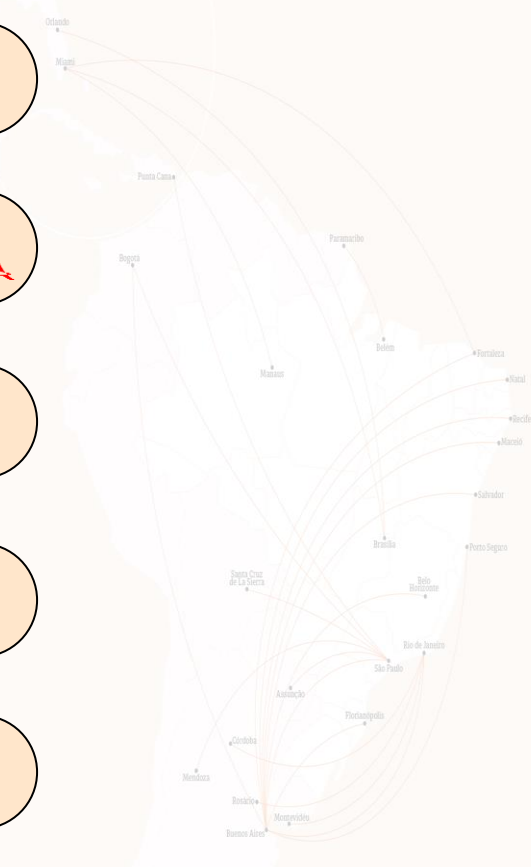 Orlando
Miami
Punta Cana
Paramaribo
Bogotá
Belém
Fortaleza
Manaus
Natal
Recife
Maceió
Salvador
Brasília
Porto Seguro
Santa Cruz
de La Sierra
Belo
Horizonte
Rio de Janeiro
São Paulo
Assunção
Florianópolis
Córdoba
Mendoza
Rosário
Montevidéu
Buenos Aires